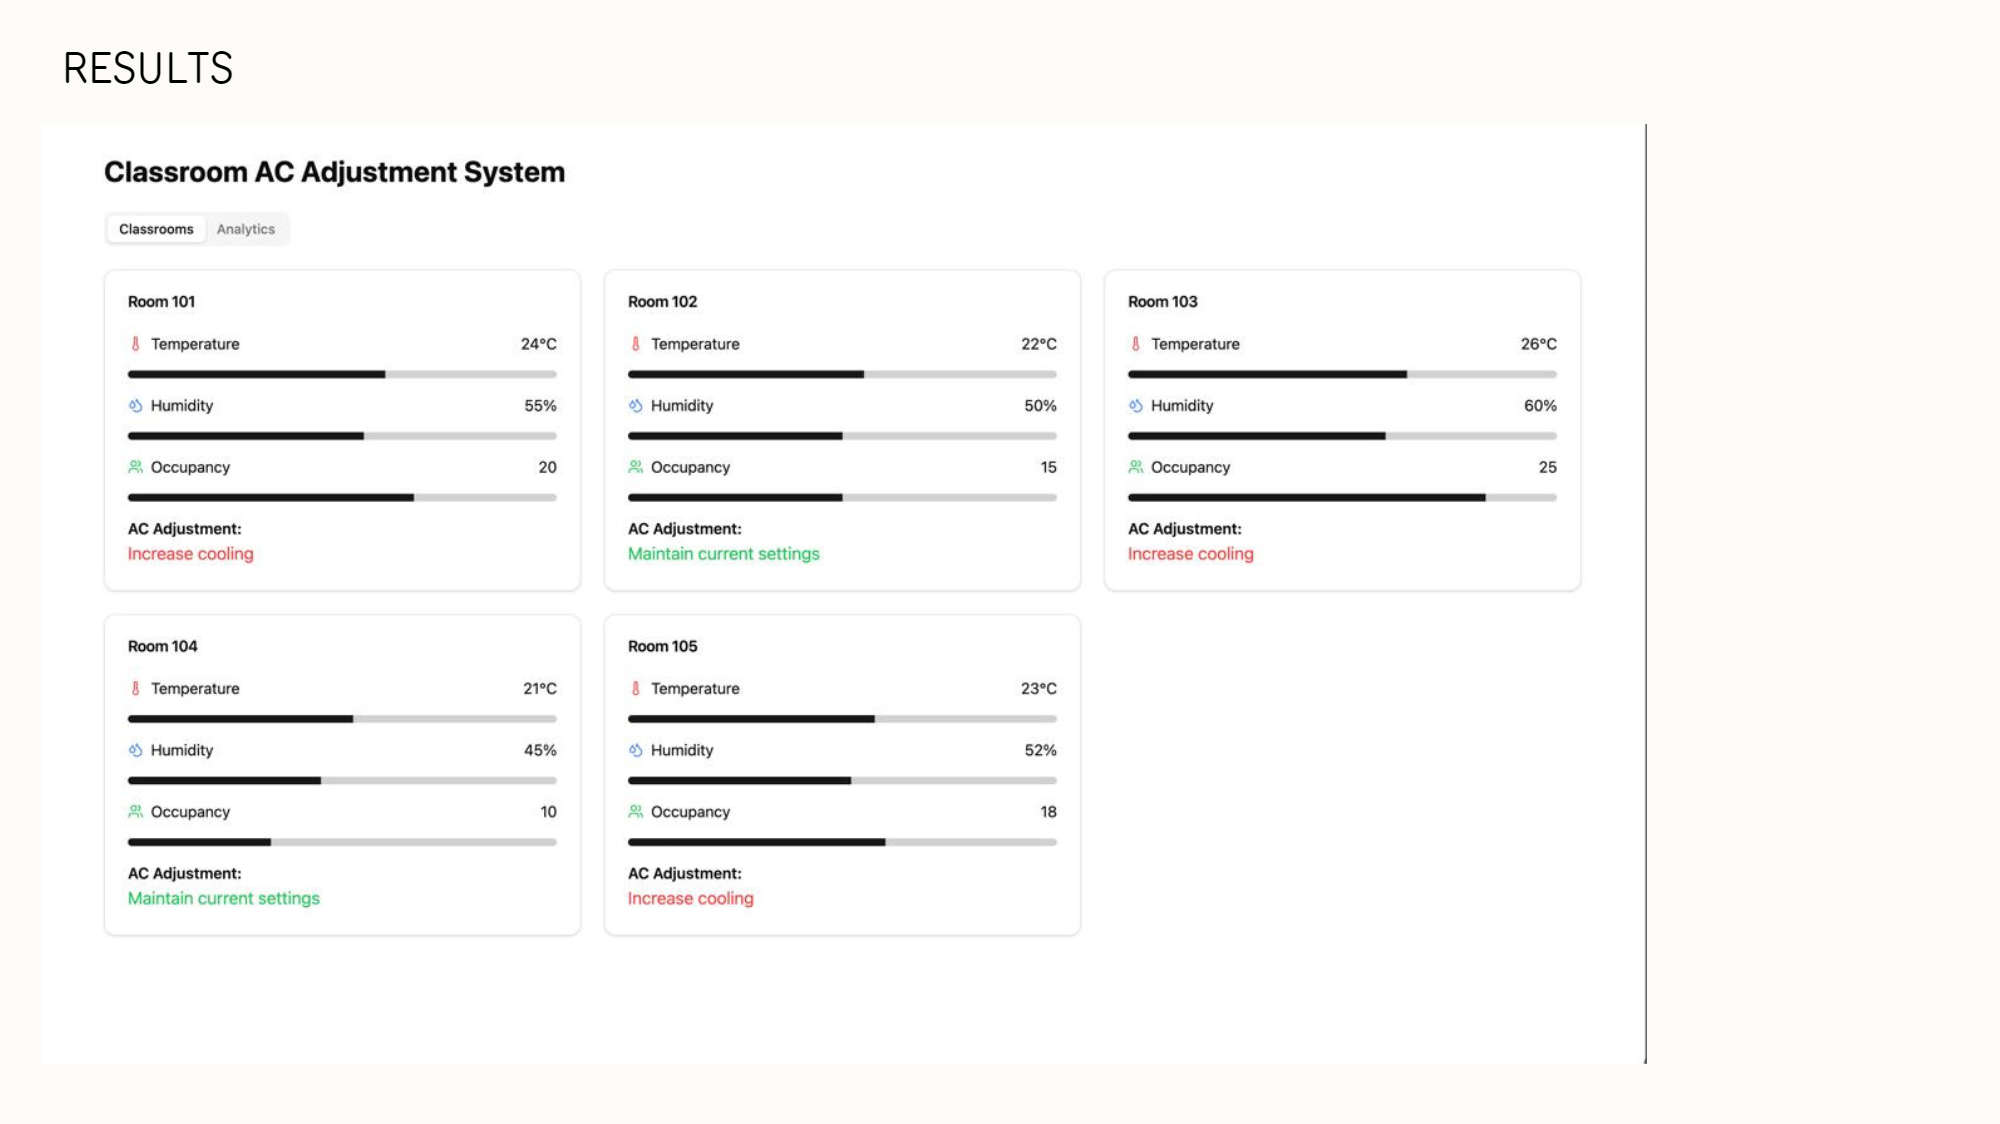 RESULTS
Classroom AC Adjustment System
Classrooms Analytics
Room 101
Temperature 24°C
Humidity 55%
Occupancy 20
AC Adjustment:
Increase cooling
Room 102
Temperature 22°C
Humidity 50%
Occupancy 15
AC Adjustment:
Maintain current settings
Room 103
Temperature 26°C
Humidity 60%
Occupancy 25
AC Adjustment:
Increase cooling
Room 104
Temperature 21°C
Humidity 45%
Occupancy 10
AC Adjustment:
Maintain current settings
Room 105
Temperature 23°C
Humidity 52%
Occupancy 18
AC Adjustment:
Increase cooling